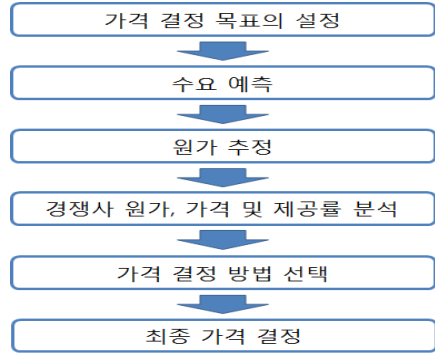 가격 결정 목표의 설정
수요 예측
원가 추정
경쟁사 원가, 가격 및 제공률 분석
가격 결정 방법 선택
최종 가격 결정